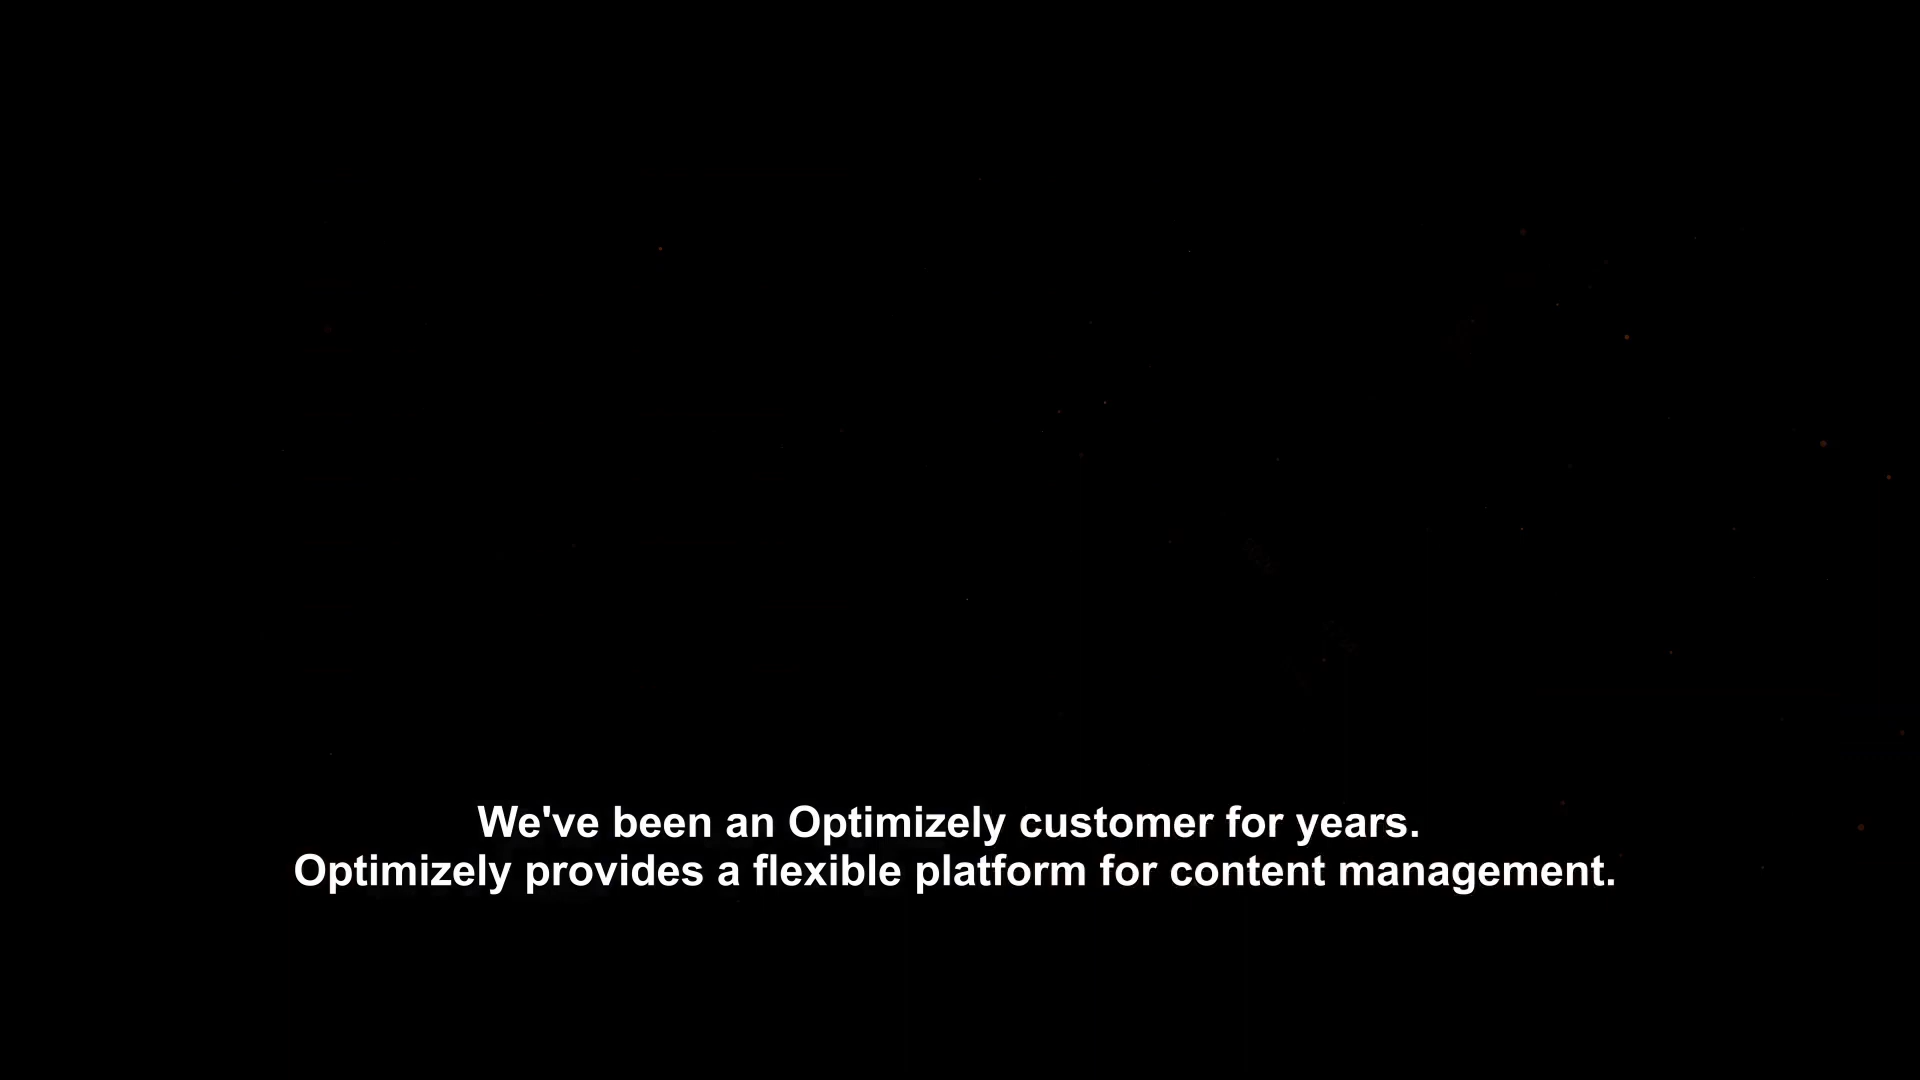 We've been an Optimizely customer for years.
Optimizely provides a flexible platform for content management.